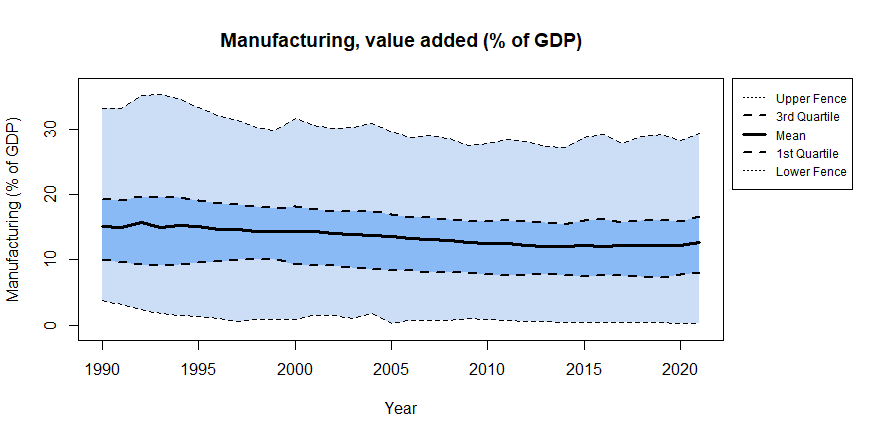 Manufacturing, value added (% of GDP)
Manufacturing (% of GDP)
30
20
10
0
1990 1995 2000 2005 2010 2015 2020
Year
Upper Fence
3rd Quartile
Mean
1st Quartile
Lower Fence